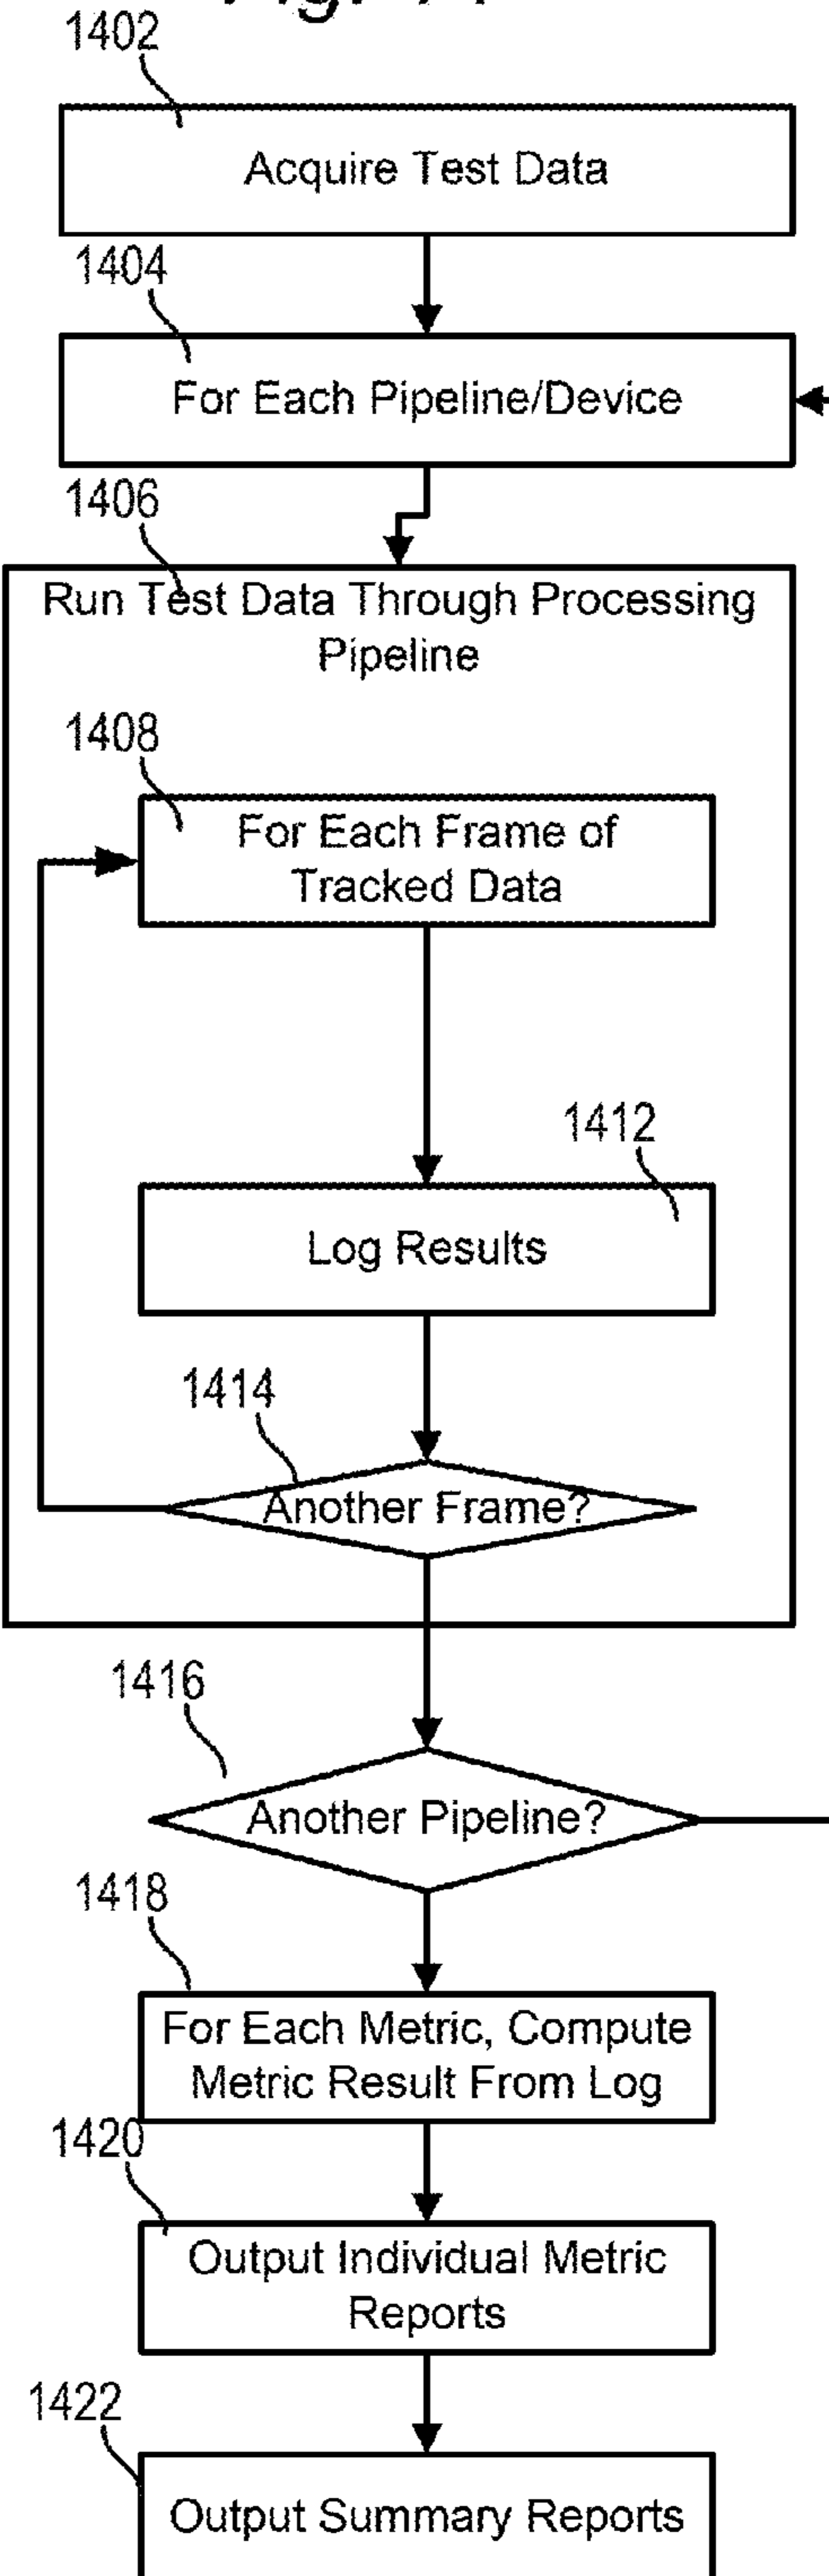 1402
Acquire Test Data
1404
For Each Pipeline/Device
1406
Run Test Data Through Processing
Pipeline
1408
For Each Frame of
Tracked Data
1412
Log Results
1414
Another Frame?
1416
Another Pipeline?
1418
For Each Metric, Compute
Metric Result From Log
1420
Output Individual Metric
Reports
1422
Output Summary Reports